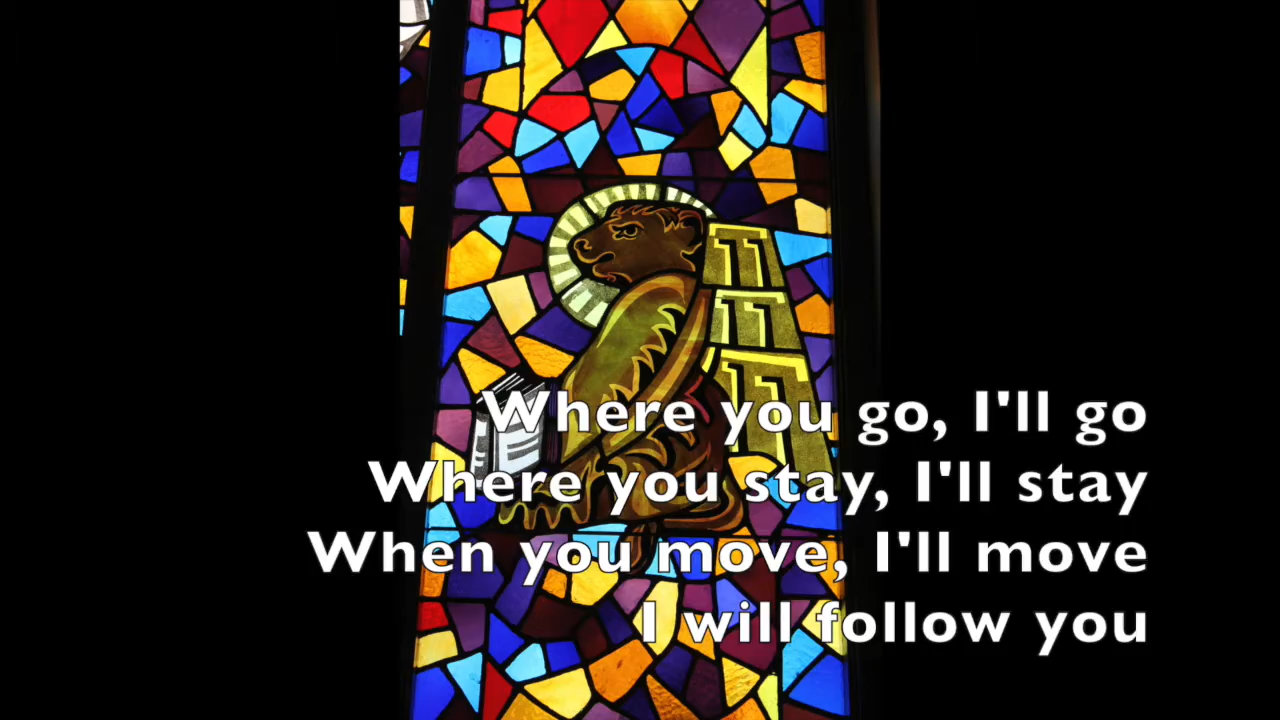 Where you go, I'll go
Where you stay, I'll stay
When you move, I'll move
I will follow you